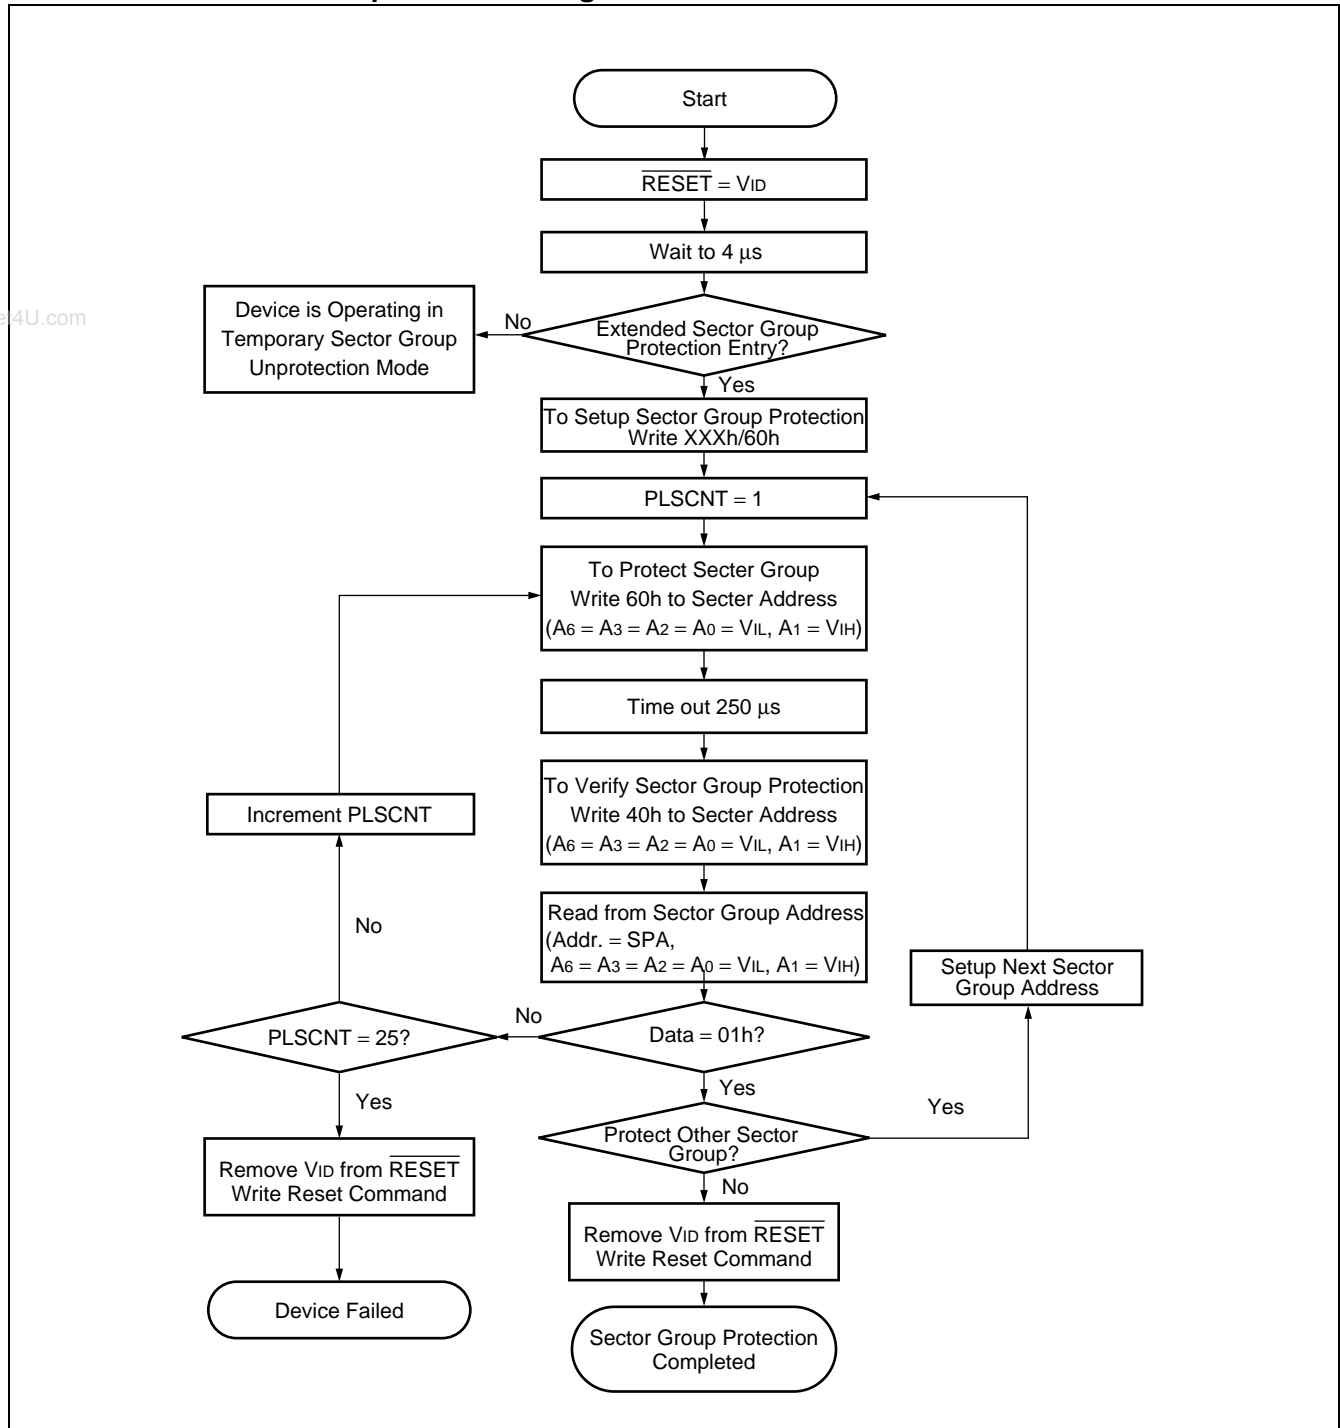 Start
RESET = VID
Wait to 4 μs
et4U.com
Device is Operating in
Temporary Sector Group
Unprotection Mode
No
Extended Sector Group
Protection Entry?
Yes
To Setup Sector Group Protection
Write XXXh/60h
PLSCNT = 1
To Protect Secter Group
Write 60h to Secter Address
(A6 = A3 = A2 = A0 = VIL, A1 = VIH)
Time out 250 μs
To Verify Sector Group Protection
Write 40h to Secter Address
(A6 = A3 = A2 = A0 = VIL, A1 = VIH)
Increment PLSCNT
Read from Sector Group Address
(Addr. = SPA,
A6 = A3 = A2 = A0 = VIL, A1 = VIH)
No
Setup Next Sector
Group Address
PLSCNT = 25?
No
Data = 01h?
Yes
Yes
Yes
Protect Other Sector
Group?
No
Remove VID from RESET
Write Reset Command
Remove VID from RESET
Write Reset Command
Device Failed
Sector Group Protection
Completed